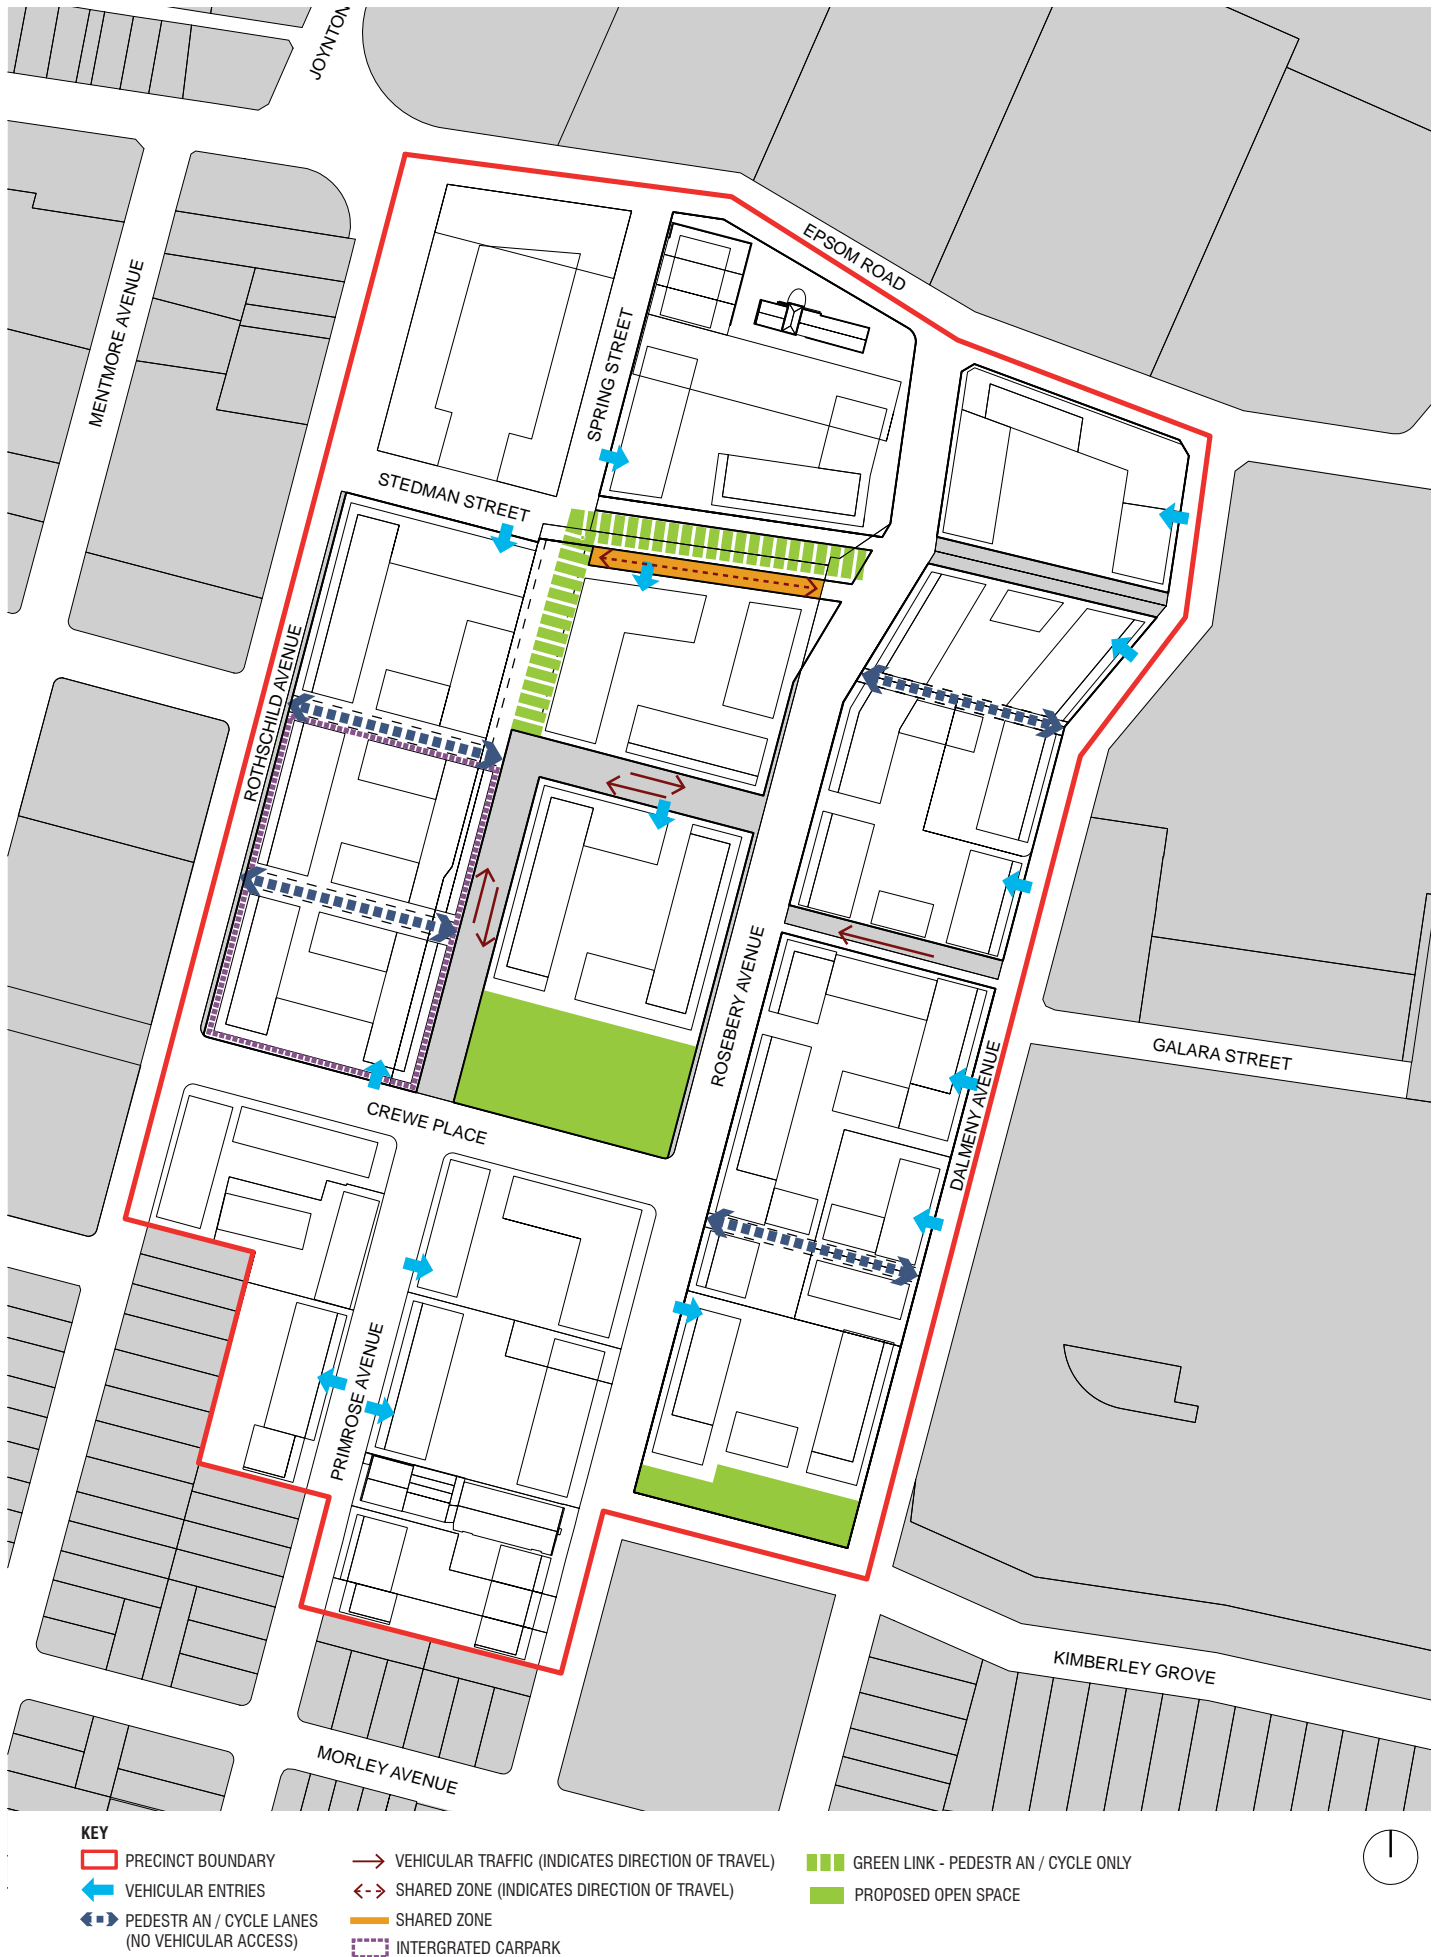 JOYNTON
EPSOM ROAD
MENTMORE AVENUE
SPRING STREET
STEDMAN STREET
ROTHSCHILD AVENUE
ROSEBERY AVENUE
GALARA STREET
DALMENY AVENUE
CREWE PLACE
PRIMROSE AVENUE
KIMBERLEY GROVE
MORLEY AVENUE
KEY
PRECINCT BOUNDARY
VEHICULAR ENTRIES
PEDESTR AN / CYCLE LANES
(NO VEHICULAR ACCESS)
VEHICULAR TRAFFIC (INDICATES DIRECTION OF TRAVEL)
SHARED ZONE (INDICATES DIRECTION OF TRAVEL)
SHARED ZONE
INTERGRATED CARPARK
GREEN LINK - PEDESTR AN / CYCLE ONLY
PROPOSED OPEN SPACE